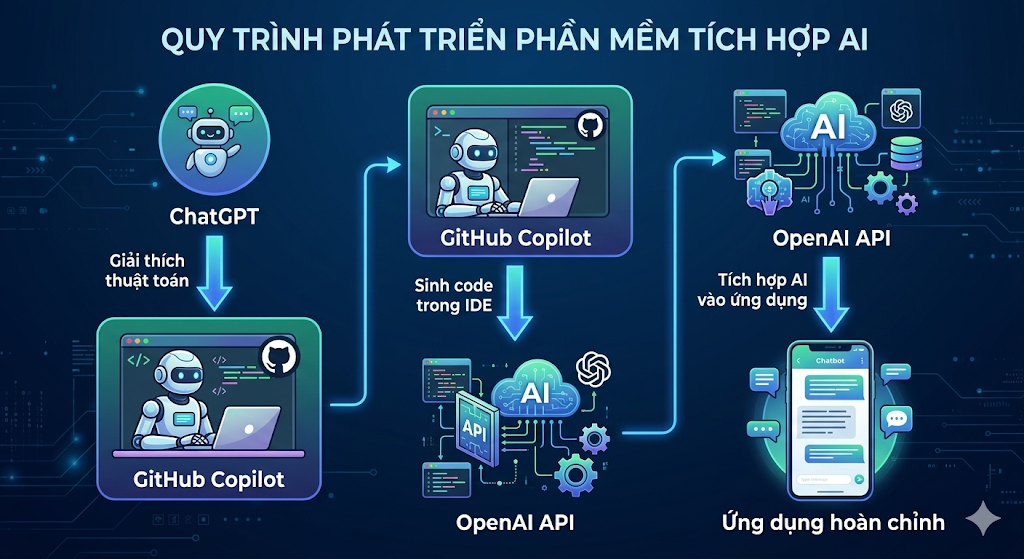 QUY TRÌNH PHÁT TRIỂN PHẦN MỀM TÍCH HỢP AI
ChatGPT
Giải thích
thuật toán
</>
</>
</>
GitHub Copilot
>_
GitHub Copilot
Sinh code
trong IDE
AI
API
OpenAI API
AI
AI
OpenAI API
Tích hợp AI
vào ứng dụng
Chatbot
Ứng dụng hoàn chỉnh